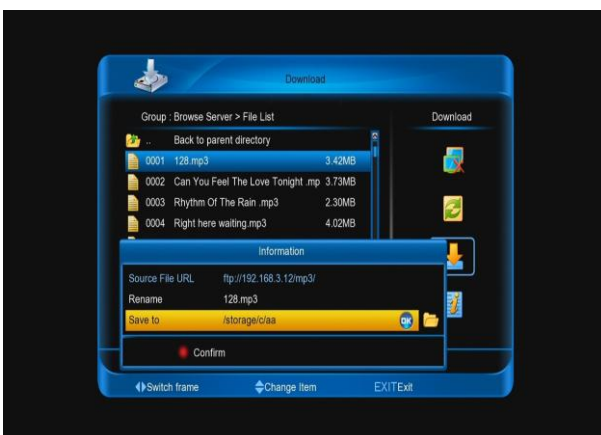 Download
Group : Browse Server > File List
Download
.. Back to parent directory
0001 128.mp3 3.42MB
0002 Can You Feel The Love Tonight .mp 3.73MB
0003 Rhythm Of The Rain .mp3 2.30MB
0004 Right here waiting.mp3 4.02MB
Information
Source File URL ftp://192.168.3.12/mp3/
Rename 128.mp3
Save to /storage/c/aa OK
Confirm
Switch frame Change Item EXIT Exit